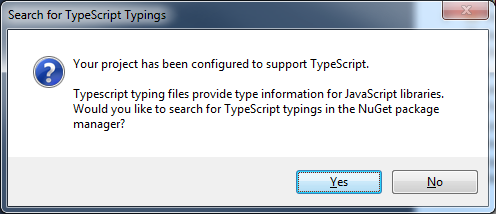 Search for TypeScript Typings
Your project has been configured to support TypeScript.
Typescript typing files provide type information for JavaScript libraries.
Would you like to search for TypeScript typings in the NuGet package
manager?
Yes
No